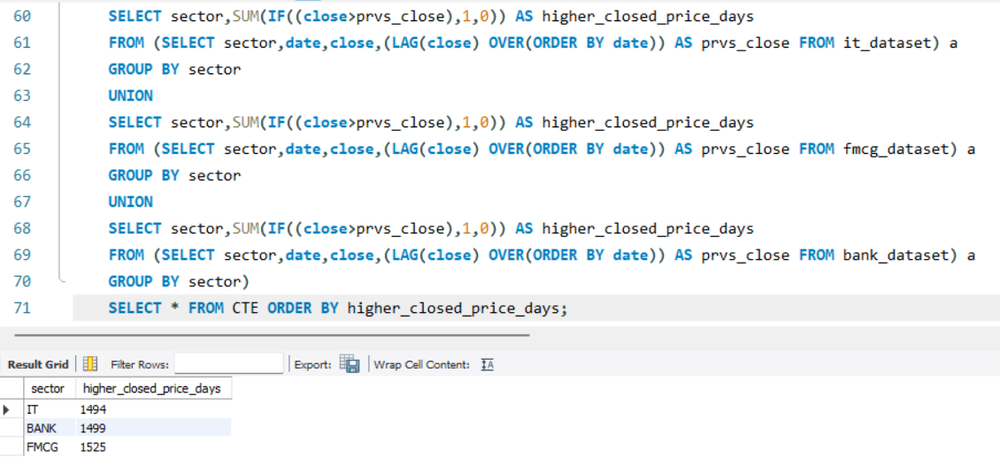 60 SELECT sector,SUM(IF((close>prvs_close),1,0)) AS higher_closed_price_days
61 FROM (SELECT sector,date,close,(LAG(close) OVER(ORDER BY date)) AS prvs_close FROM it_dataset) a
62 GROUP BY sector
63 UNION
64 SELECT sector,SUM(IF((close>prvs_close),1,0)) AS higher_closed_price_days
65 FROM (SELECT sector,date,close,(LAG(close) OVER(ORDER BY date)) AS prvs_close FROM fmcg_dataset) a
66 GROUP BY sector
67 UNION
68 SELECT sector,SUM(IF((close>prvs_close),1,0)) AS higher_closed_price_days
69 FROM (SELECT sector,date,close,(LAG(close) OVER(ORDER BY date)) AS prvs_close FROM bank_dataset) a
70 GROUP BY sector)
71 SELECT * FROM CTE ORDER BY higher_closed_price_days;
Result Grid Filter Rows: Export: Wrap Cell Content: IA
sector higher_closed_price_days
IT 1494
BANK 1499
FMCG 1525